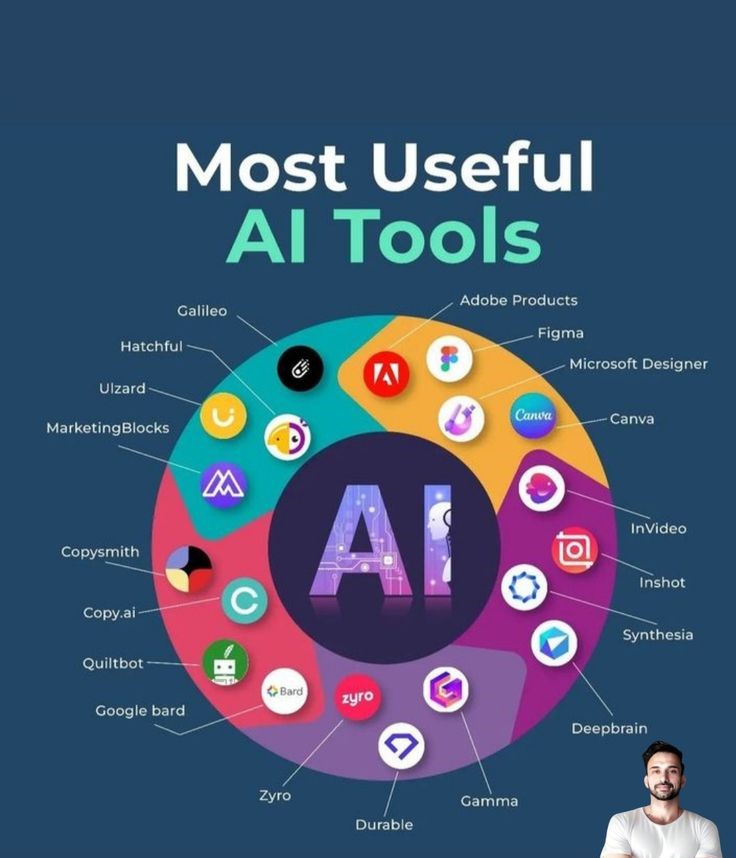 Most Useful
AI Tools
Galileo
Adobe Products
Hatchful
Figma
Ulzard
Microsoft Designer
MarketingBlocks
Canva
Canva
AI
InVideo
Copysmith
Inshot
Copy.ai
Synthesia
Quiltbot
Bard
Google bard
zyro
Deepbrain
Zyro
Gamma
Durable